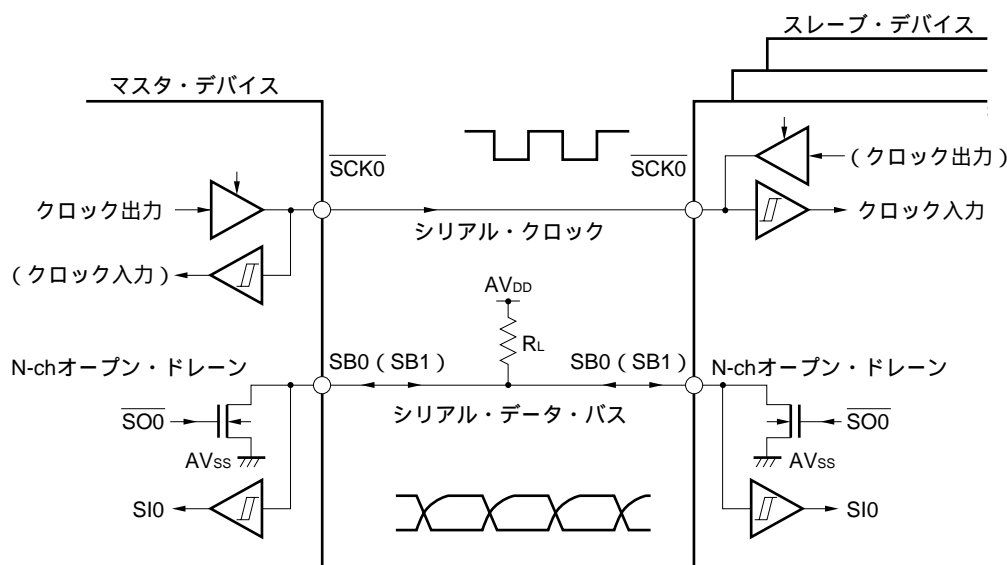 スレーブ・デバイス
マスタ・デバイス
SCK0
SCK0
(クロック出力)
クロック出力
クロック入力
シリアル・クロック
(クロック入力)
AVDD
RL
N-chオープン・ドレーン
SB0(SB1)
SB0(SB1)
N-chオープン・ドレーン
シリアル・データ・バス
SO0
SO0
AVSS
AVSS
SI0
SI0